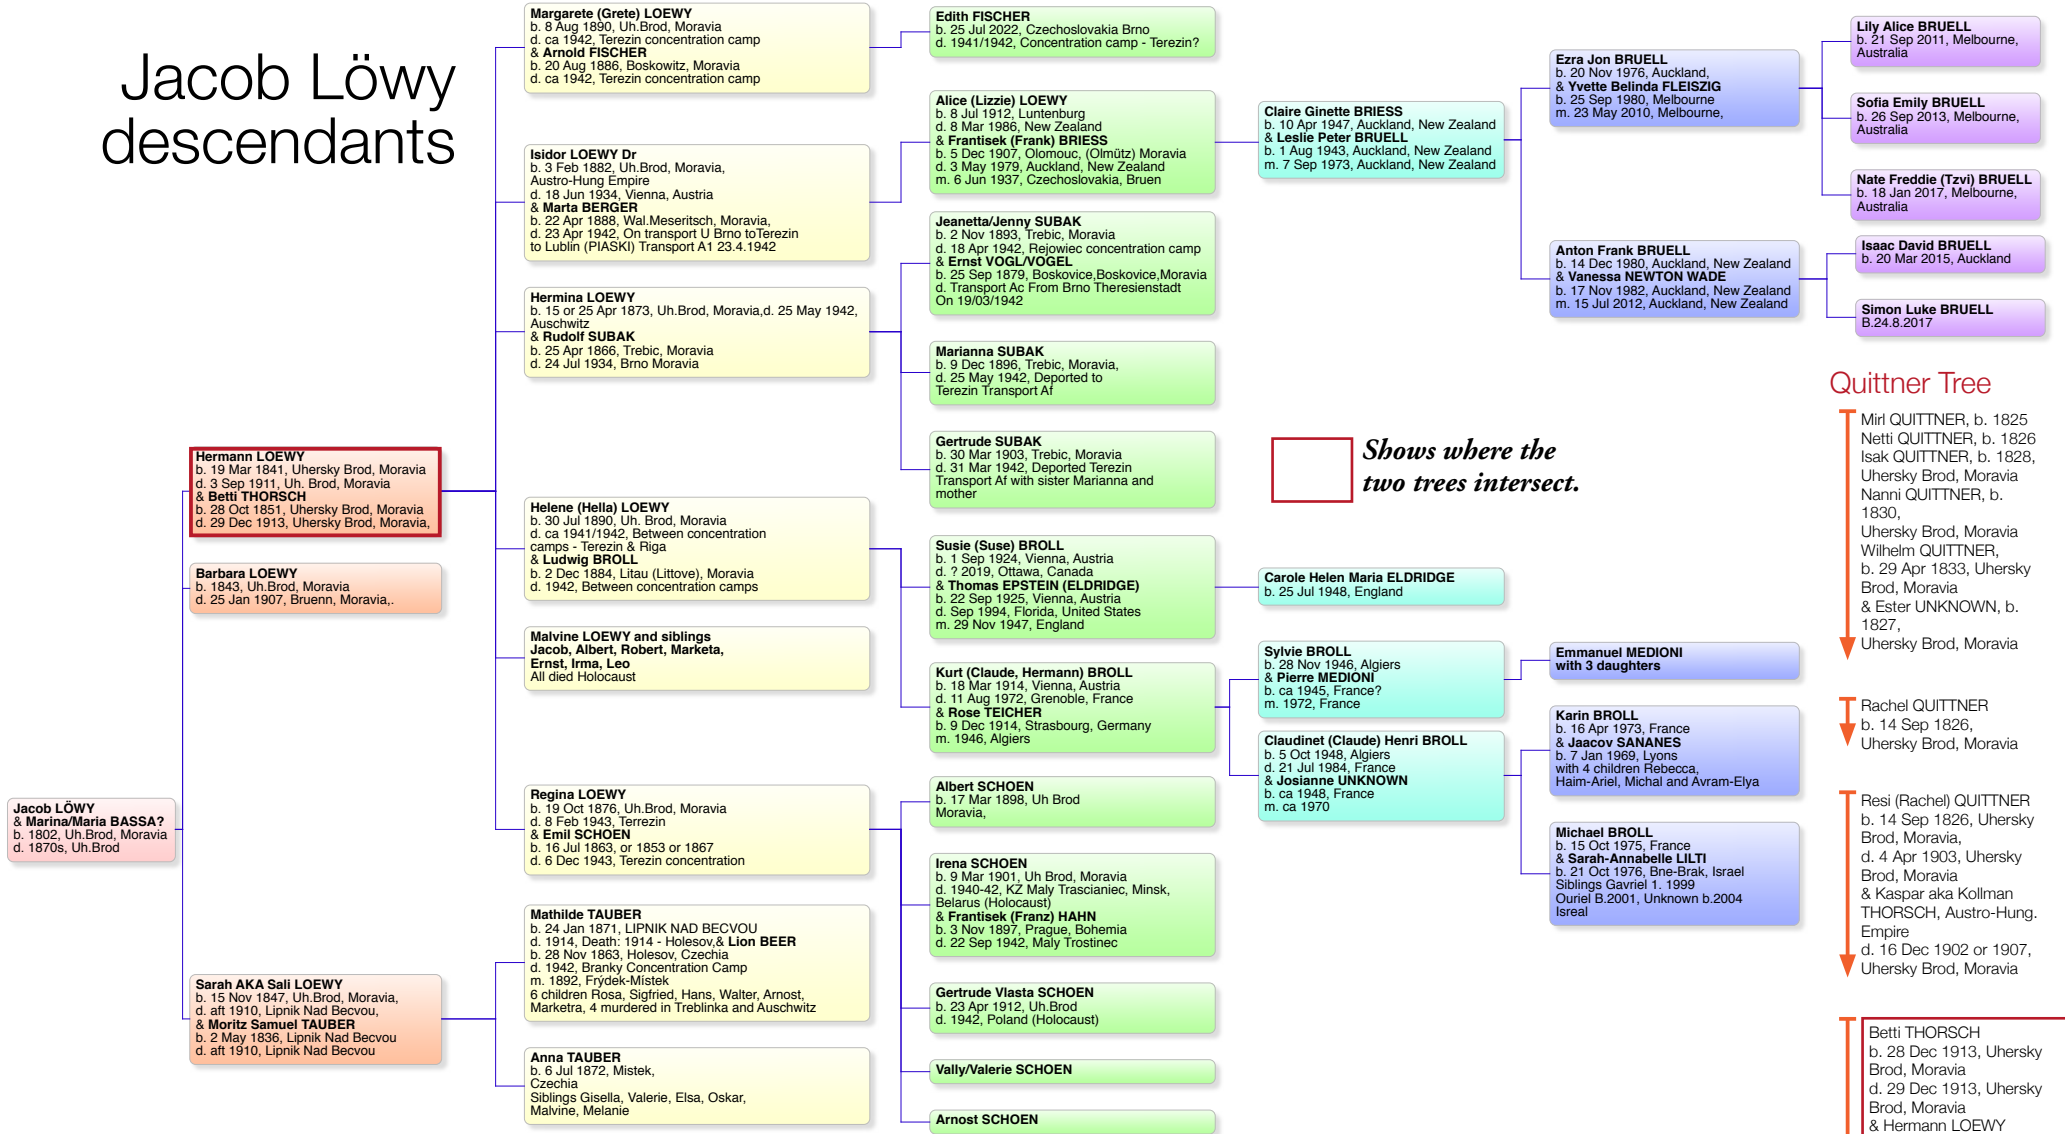 Jacob Löwy
descendants
Jacob LÖWY
& Marina/Maria BASSA?
b. 1802, Uh.Brod, Moravia
d. 1870s, Uh.Brod
Hermann LOEWY
b. 19 Mar 1841, Uhersky Brod, Moravia
d. 3 Sep 1911, Uh. Brod, Moravia
& Betti THORSCH
b. 28 Oct 1851, Uhersky Brod, Moravia
d. 29 Dec 1913, Uhersky Brod, Moravia,
Barbara LOEWY
b. 1843, Uh.Brod, Moravia
d. 25 Jan 1907, Bruenn, Moravia,.
Sarah AKA Sali LOEWY
b. 15 Nov 1847, Uh.Brod, Moravia,
d. aft 1910, Lipnik Nad Becvou,
& Moritz Samuel TAUBER
b. 2 May 1836, Lipnik Nad Becvou
d. aft 1910, Lipnik Nad Becvou
Margarete (Grete) LOEWY
b. 8 Aug 1890, Uh.Brod, Moravia
d. ca 1942, Terezin concentration camp
& Arnold FISCHER
b. 20 Aug 1886, Boskowitz, Moravia
d. ca 1942, Terezin concentration camp
Isidor LOEWY Dr
b. 3 Feb 1882, Uh.Brod, Moravia,
Austro-Hung Empire
d. 18 Jun 1934, Vienna, Austria
& Marta BERGER
b. 22 Apr 1888, Wal.Meseritsch, Moravia,
d. 23 Apr 1942, On transport U Brno toTerezin
to Lublin (PIASKI) Transport A1 23.4.1942
Hermina LOEWY
b. 15 or 25 Apr 1873, Uh.Brod, Moravia,d. 25 May 1942,
Auschwitz
& Rudolf SUBAK
b. 25 Apr 1866, Trebic, Moravia
d. 24 Jul 1934, Brno Moravia
Helene (Hella) LOEWY
b. 30 Jul 1890, Uh. Brod, Moravia
d. ca 1941/1942, Between concentration
camps - Terezin & Riga
& Ludwig BROLL
b. 2 Dec 1884, Litau (Littove), Moravia
d. 1942, Between concentration camps
Malvine LOEWY and siblings
Jacob, Albert, Robert, Marketa,
Ernst, Irma, Leo
All died Holocaust
Regina LOEWY
b. 19 Oct 1876, Uh.Brod, Moravia
d. 8 Feb 1943, Terrezin
& Emil SCHOEN
b. 16 Jul 1863, or 1853 or 1867
d. 6 Dec 1943, Terezin concentration
Mathilde TAUBER
b. 24 Jan 1871, LIPNIK NAD BECVOU
d. 1914, Death: 1914 - Holesov,& Lion BEER
b. 28 Nov 1863, Holesov, Czechia
d. 1942, Branky Concentration Camp
m. 1892, Frýdek-Místek
6 children Rosa, Sigfried, Hans, Walter, Arnost,
Marketra, 4 murdered in Treblinka and Auschwitz
Anna TAUBER
b. 6 Jul 1872, Mistek,
Czechia
Siblings Gisella, Valerie, Elsa, Oskar,
Malvine, Melanie
Edith FISCHER
b. 25 Jul 2022, Czechoslovakia Brno
d. 1941/1942, Concentration camp - Terezin?
Alice (Lizzie) LOEWY
b. 8 Jul 1912, Luntenburg
d. 8 Mar 1986, New Zealand
& Frantisek (Frank) BRIESS
b. 5 Dec 1907, Olomouc, (Olmütz) Moravia
d. 3 May 1979, Auckland, New Zealand
m. 6 Jun 1937, Czechoslovakia, Bruen
Jeanetta/Jenny SUBAK
b. 2 Nov 1893, Trebic, Moravia
d. 18 Apr 1942, Rejowiec concentration camp
& Ernst VOGL/VOGEL
b. 25 Sep 1879, Boskovice,Boskovice,Moravia
d. Transport Ac From Brno Theresienstadt
On 19/03/1942
Marianna SUBAK
b. 9 Dec 1896, Trebic, Moravia,
d. 25 May 1942, Deported to
Terezin Transport Af
Gertrude SUBAK
b. 30 Mar 1903, Trebic, Moravia
d. 31 Mar 1942, Deported Terezin
Transport Af with sister Marianna and
mother
Susie (Suse) BROLL
b. 1 Sep 1924, Vienna, Austria
d. ? 2019, Ottawa, Canada
& Thomas EPSTEIN (ELDRIDGE)
b. 22 Sep 1925, Vienna, Austria
d. Sep 1994, Florida, United States
m. 29 Nov 1947, England
Kurt (Claude, Hermann) BROLL
b. 18 Mar 1914, Vienna, Austria
d. 11 Aug 1972, Grenoble, France
& Rose TEICHER
b. 9 Dec 1914, Strasbourg, Germany
m. 1946, Algiers
Albert SCHOEN
b. 17 Mar 1898, Uh Brod
Moravia,
Irena SCHOEN
b. 9 Mar 1901, Uh Brod, Moravia
d. 1940-42, KZ Maly Trascianiec, Minsk,
Belarus (Holocaust)
& Frantisek (Franz) HAHN
b. 3 Nov 1897, Prague, Bohemia
d. 22 Sep 1942, Maly Trostinec
Gertrude Vlasta SCHOEN
b. 23 Apr 1912, Uh.Brod
d. 1942, Poland (Holocaust)
Vally/Valerie SCHOEN
Arnost SCHOEN
Claire Ginette BRIESS
b. 10 Apr 1947, Auckland, New Zealand
& Leslie Peter BRUELL
b. 1 Aug 1943, Auckland, New Zealand
m. 7 Sep 1973, Auckland, New Zealand
Carole Helen Maria ELDRIDGE
b. 25 Jul 1948, England
Sylvie BROLL
b. 28 Nov 1946, Algiers
& Pierre MEDIONI
b. ca 1945, France?
m. 1972, France
Claudinet (Claude) Henri BROLL
b. 5 Oct 1948, Algiers
d. 21 Jul 1984, France
& Josianne UNKNOWN
b. ca 1948, France
m. ca 1970
Ezra Jon BRUELL
b. 20 Nov 1976, Auckland,
& Yvette Belinda FLEISZIG
b. 25 Sep 1980, Melbourne
m. 23 May 2010, Melbourne,
Anton Frank BRUELL
b. 14 Dec 1980, Auckland, New Zealand
& Vanessa NEWTON WADE
b. 17 Nov 1982, Auckland, New Zealand
m. 15 Jul 2012, Auckland, New Zealand
Emmanuel MEDIONI
with 3 daughters
Karin BROLL
b. 16 Apr 1973, France
& Jaacov SANANES
b. 7 Jan 1969, Lyons
with 4 children Rebecca,
Haim-Ariel, Michal and Avram-Elya
Michael BROLL
b. 15 Oct 1975, France
& Sarah-Annabelle LILTI
b. 21 Oct 1976, Bne-Brak, Israel
Siblings Gavriel 1. 1999
Ouriel B.2001, Unknown b.2004
Isreal
Lily Alice BRUELL
b. 21 Sep 2011, Melbourne,
Australia
Sofia Emily BRUELL
b. 26 Sep 2013, Melbourne,
Australia
Nate Freddie (Tzvi) BRUELL
b. 18 Jan 2017, Melbourne,
Australia
Isaac David BRUELL
b. 20 Mar 2015, Auckland
Simon Luke BRUELL
B.24.8.2017
Shows where the
two trees intersect.
Quittner Tree
Mirl QUITTNER, b. 1825
Netti QUITTNER, b. 1826
Isak QUITTNER, b. 1828,
Uhersky Brod, Moravia
Nanni QUITTNER, b.
1830,
Uhersky Brod, Moravia
Wilhelm QUITTNER,
b. 29 Apr 1833, Uhersky
Brod, Moravia
& Ester UNKNOWN, b.
1827,
Uhersky Brod, Moravia
Rachel QUITTNER
b. 14 Sep 1826,
Uhersky Brod, Moravia
Resi (Rachel) QUITTNER
b. 14 Sep 1826, Uhersky
Brod, Moravia,
d. 4 Apr 1903, Uhersky
Brod, Moravia
& Kaspar aka Kollman
THORSCH, Austro-Hung.
Empire
d. 16 Dec 1902 or 1907,
Uhersky Brod, Moravia
Betti THORSCH
b. 28 Dec 1913, Uhersky
Brod, Moravia
d. 29 Dec 1913, Uhersky
Brod, Moravia
& Hermann LOEWY